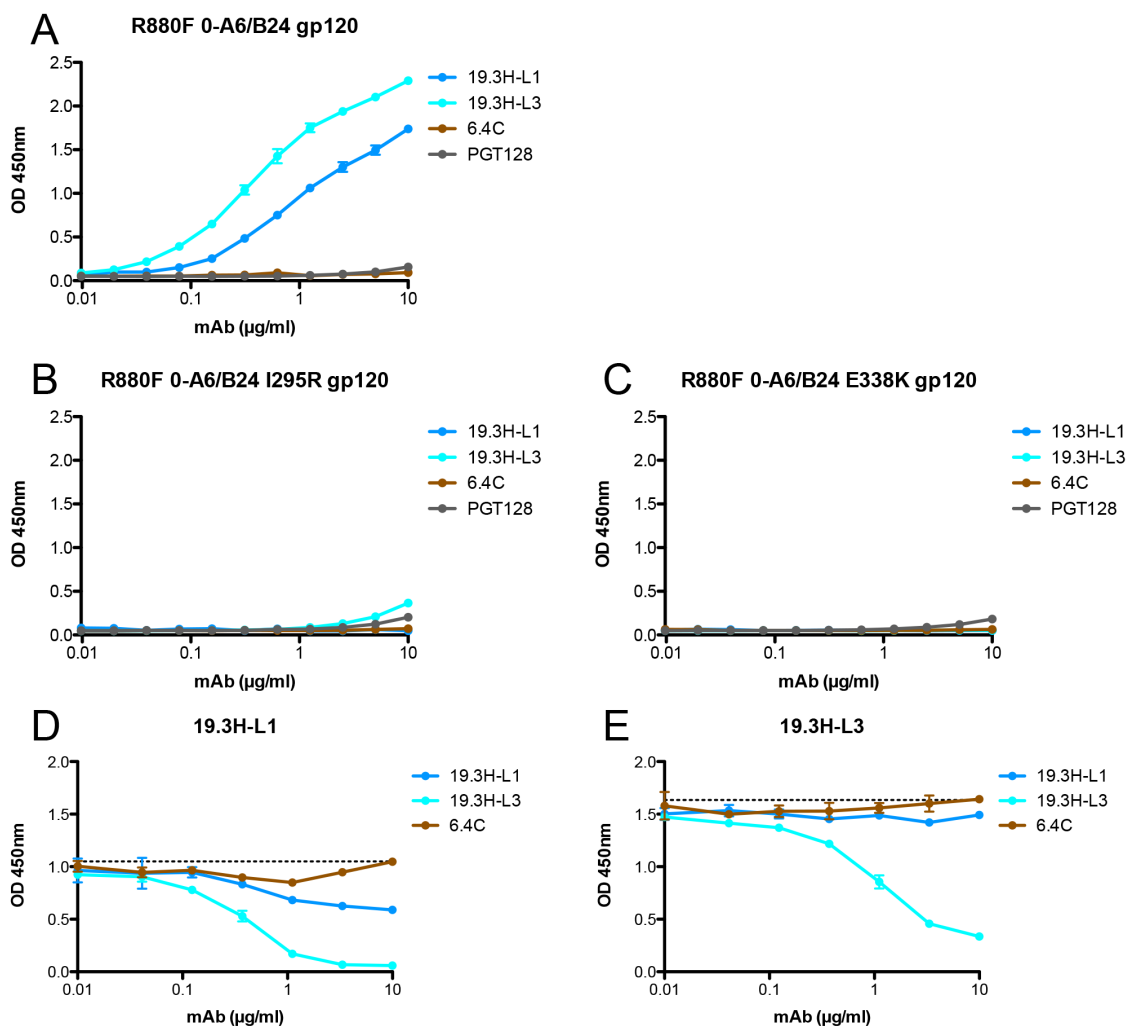 A
R880F 0-A6/B24 gp120
2.5
2.0
1.5
1.0
0.5
0.0
0.01
0.1
1
10
OD 450nm
mAb (µg/ml)
19.3H-L1
19.3H-L3
6.4C
PGT128
B
R880F 0-A6/B24 I295R gp120
2.5
2.0
1.5
1.0
0.5
0.0
0.01
0.1
1
10
OD 450nm
mAb (µg/ml)
19.3H-L1
19.3H-L3
6.4C
PGT128
C
R880F 0-A6/B24 E338K gp120
2.5
2.0
1.5
1.0
0.5
0.0
0.01
0.1
1
10
OD 450nm
mAb (µg/ml)
19.3H-L1
19.3H-L3
6.4C
PGT128
D
19.3H-L1
2.0
1.5
1.0
0.5
0.0
0.01
0.1
1
10
OD 450nm
mAb (µg/ml)
19.3H-L1
19.3H-L3
6.4C
E
19.3H-L3
2.0
1.5
1.0
0.5
0.0
0.01
0.1
1
10
OD 450nm
mAb (µg/ml)
19.3H-L1
19.3H-L3
6.4C